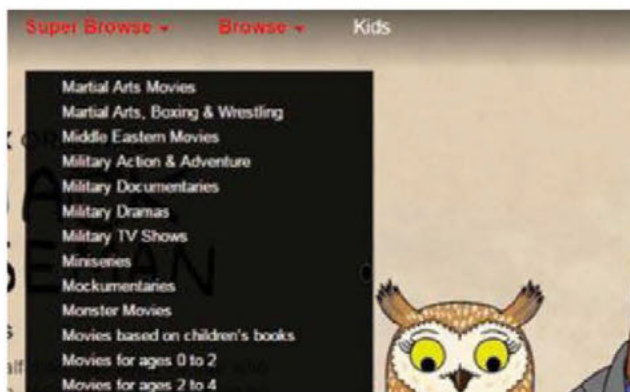 Super Browse Browse Kids
Martial Arts Movies
Martial Arts, Boxing & Wrestling
Middle Eastern Movies
Military Action & Adventure
Military Documentaries
Military Dramas
Military TV Shows
Miniseries
Mockumentaries
Monster Movies
Movies based on children's books
Movies for ages 0 to 2
Movies for ages 2 to 4